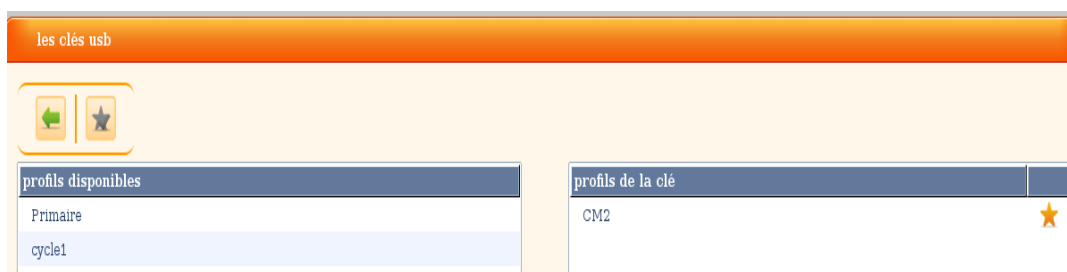 les clés usb
profils disponibles
Primaire
cycle1
profils de la clé
CM2